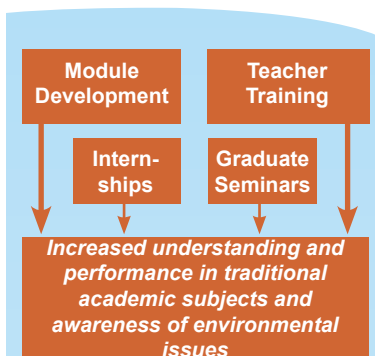 Module
Development
Teacher
Training
Intern-
ships
Graduate
Seminars
Increased understanding and
performance in traditional
academic subjects and
awareness of environmental
issues